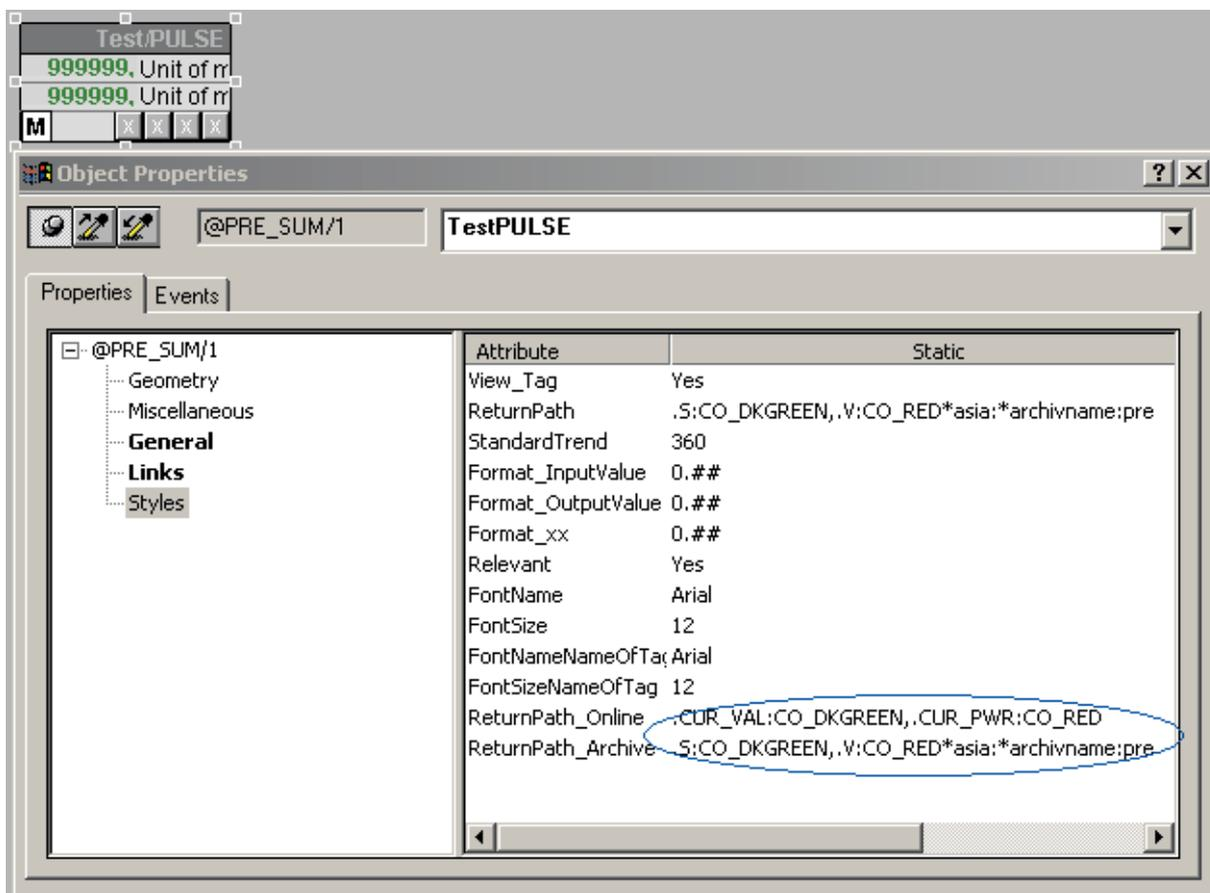 Test/PULSE
999999, Unit of m
999999, Unit of m
M X X X X
Object Properties ? X
@PRE_SUM/1 TestPULSE
Properties Events
@PRE_SUM/1
Geometry
Miscellaneous
General
Links
Styles
Attribute Static
View_Tag Yes
ReturnPath .S:CO_DKGREEN,.V:CO_RED*asia:*archivname:pre
StandardTrend 360
Format_InputValue 0.##
Format_OutputValue 0.##
Format_xx 0.##
Relevant Yes
FontName Arial
FontSize 12
FontNameNameOfTag Arial
FontSizeNameOfTag 12
ReturnPath_Online .CUR_VAL:CO_DKGREEN,.CUR_PWR:CO_RED
ReturnPath_Archive .S:CO_DKGREEN,.V:CO_RED*asia:*archivname:pre